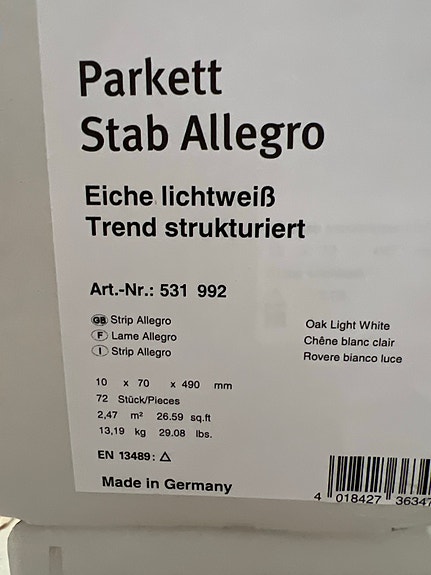 Parkett
Stab Allegro
Eiche lichtweiß
Trend strukturiert
Art.-Nr.: 531 992
GB Strip Allegro Oak Light White
F Lame Allegro Chêne blanc clair
I Strip Allegro Rovere bianco luce
10 x 70 x 490 mm
72 Stück/Pieces
2,47 m² 26.59 sq.ft
13,19 kg 29.08 lbs.
EN 13489: △
Made in Germany
4 018427 36347